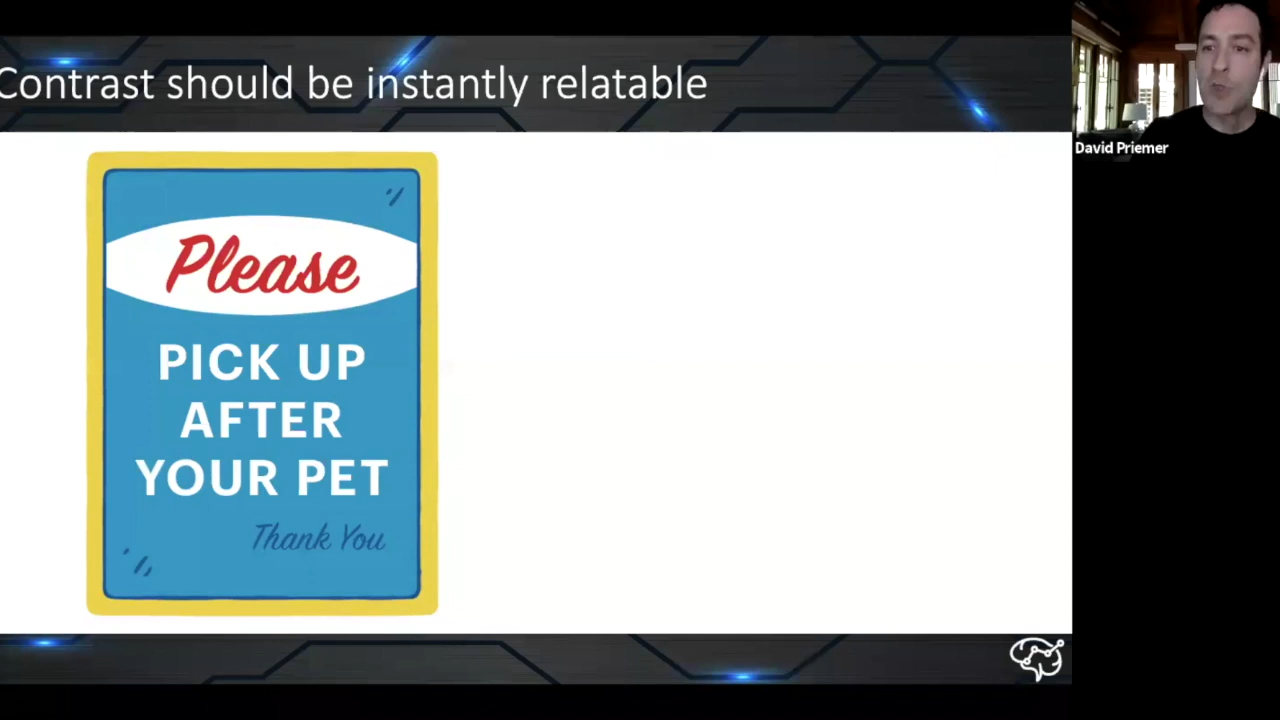 Contrast should be instantly relatable
Please
PICK UP
AFTER
YOUR PET
Thank You
David Priemer